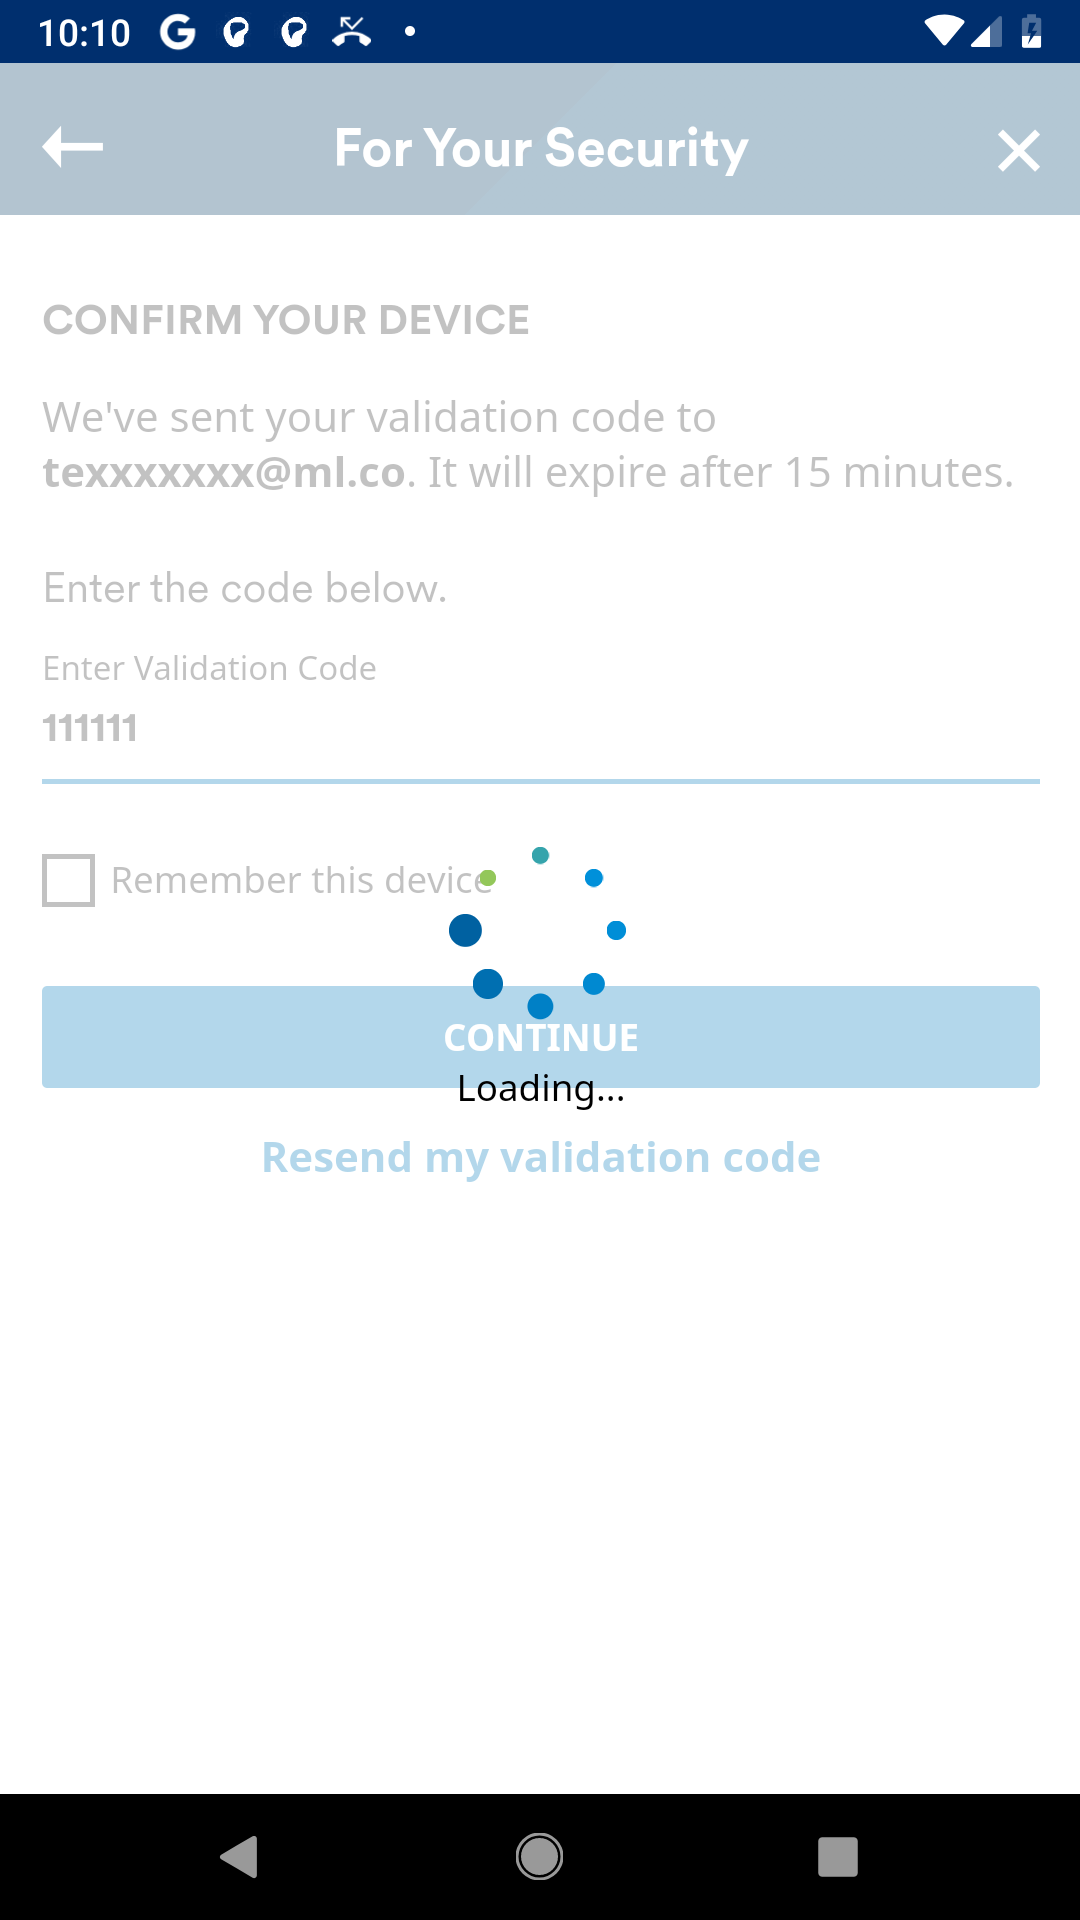 10:10
For Your Security
CONFIRM YOUR DEVICE
We've sent your validation code to
texxxxxxx@ml.co. It will expire after 15 minutes.
Enter the code below.
Enter Validation Code
111111
Remember this device
CONTINUE
Loading...
Resend my validation code